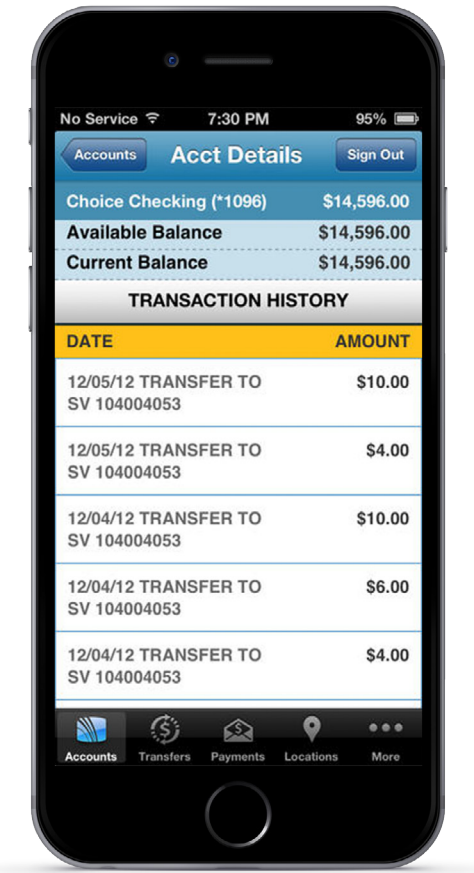 No Service 7:30 PM 95%
Accounts Acct Details Sign Out
Choice Checking (*1096) $14,596.00
Available Balance $14,596.00
Current Balance $14,596.00
TRANSACTION HISTORY
DATE AMOUNT
12/05/12 TRANSFER TO $10.00
SV 104004053
12/05/12 TRANSFER TO $4.00
SV 104004053
12/04/12 TRANSFER TO $10.00
SV 104004053
12/04/12 TRANSFER TO $6.00
SV 104004053
12/04/12 TRANSFER TO $4.00
SV 104004053
Accounts Transfers Payments Locations More